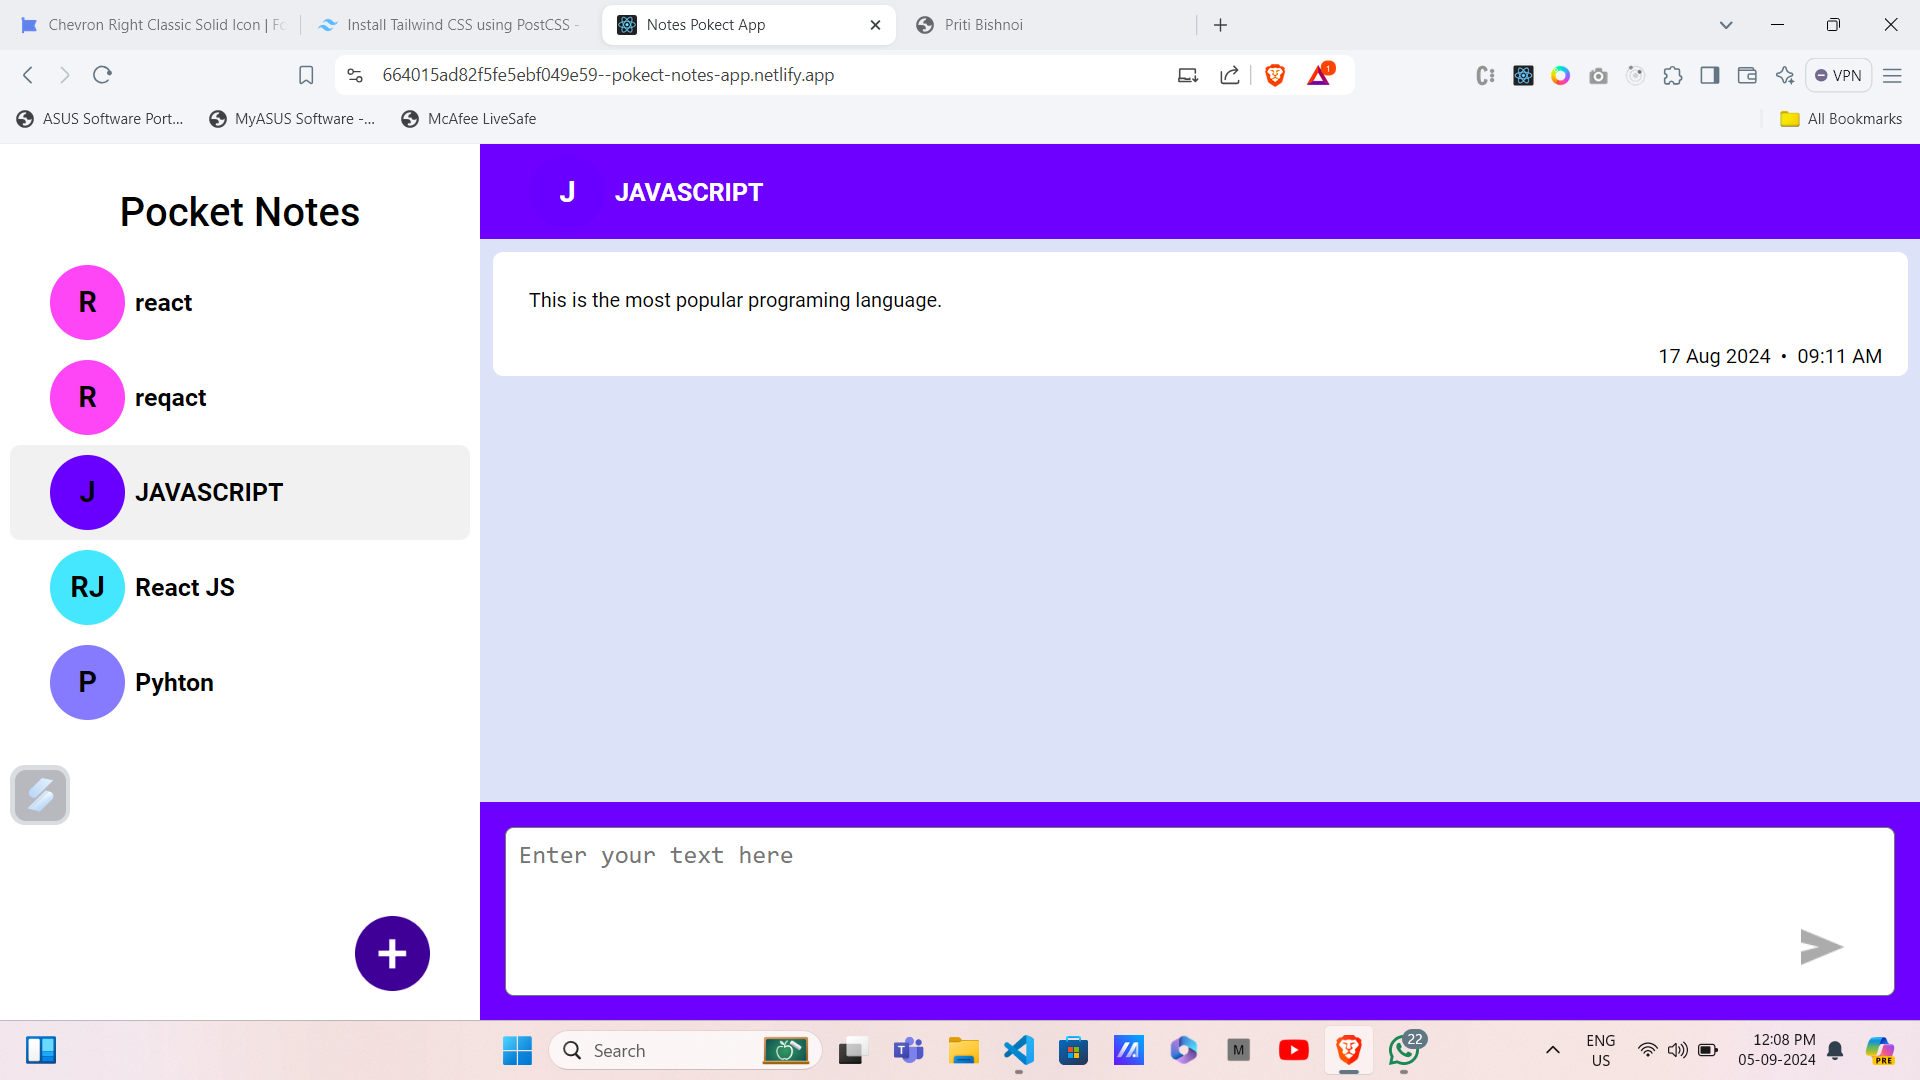 Chevron Right Classic Solid Icon | Fo
Install Tailwind CSS using PostCSS -
Notes Pokect App
Priti Bishnoi
664015ad82f5fe5ebf049e59--pokect-notes-app.netlify.app
1
VPN
ASUS Software Port...
MyASUS Software -...
McAfee LiveSafe
All Bookmarks
Pocket Notes
R react
R reqact
J JAVASCRIPT
RJ React JS
P Pyhton
J JAVASCRIPT
This is the most popular programing language.
17 Aug 2024 • 09:11 AM
Enter your text here
Search
M
22
ENG
US
12:08 PM
05-09-2024
PRE